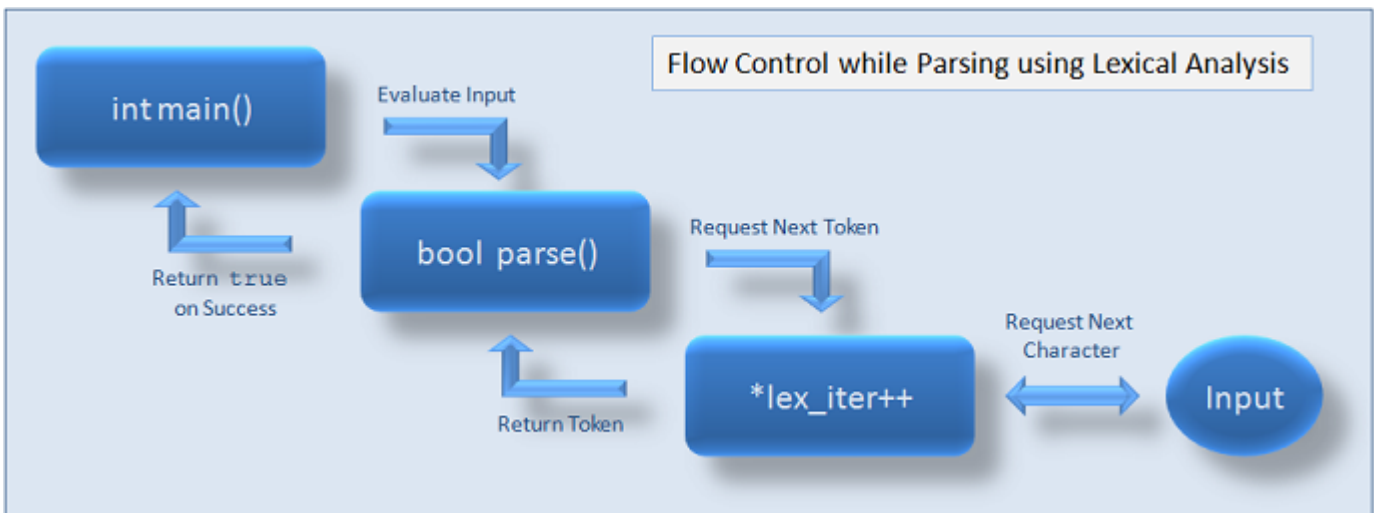 Flow Control while Parsing using Lexical Analysis
int main()
Evaluate Input
Return true
on Success
bool parse()
Request Next Token
Return Token
*lex_iter++
Request Next
Character
Input